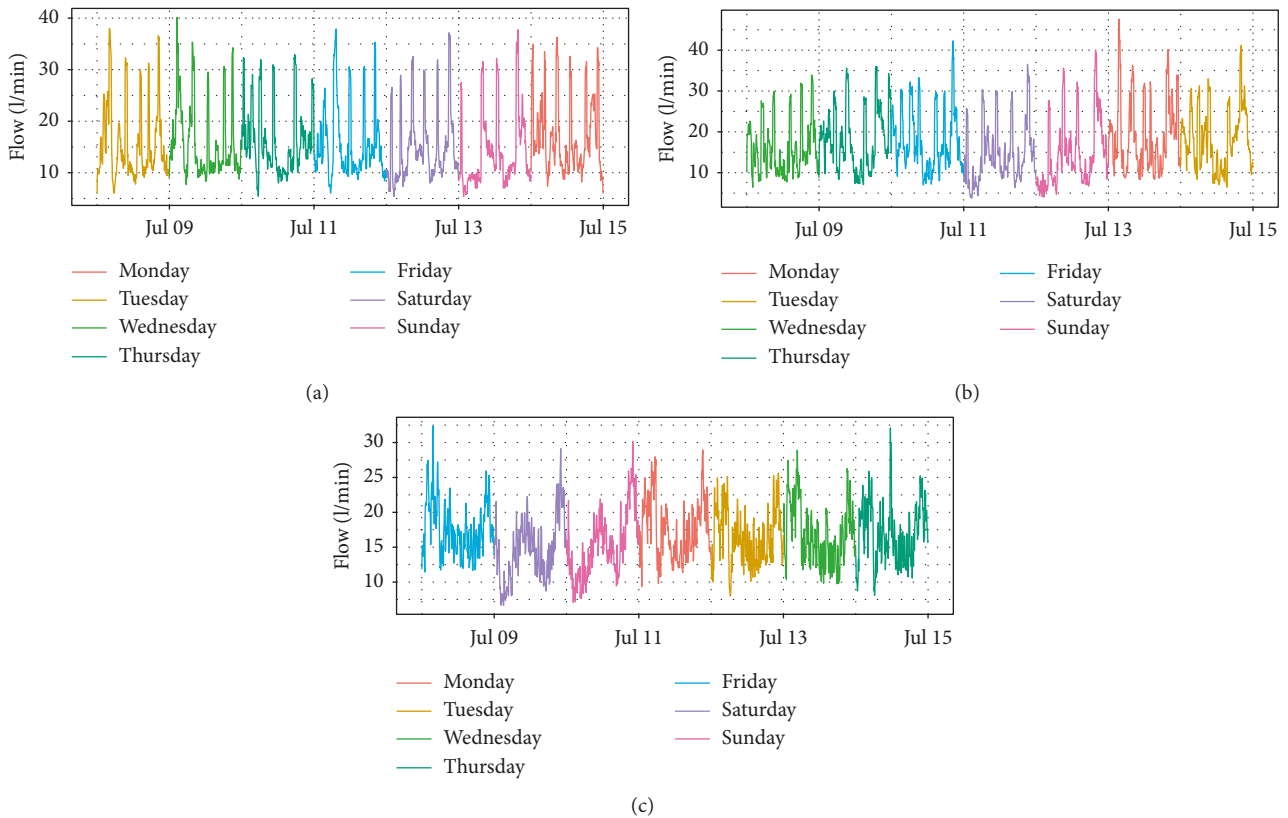 40
30
20
10
Flow (l/min)
Jul 09 Jul 11 Jul 13 Jul 15
Monday Friday
Tuesday Saturday
Wednesday Sunday
Thursday
(a)
40
30
20
10
Flow (l/min)
Jul 09 Jul 11 Jul 13 Jul 15
Monday Friday
Tuesday Saturday
Wednesday Sunday
Thursday
(b)
30
25
20
15
10
Flow (l/min)
Jul 09 Jul 11 Jul 13 Jul 15
Monday Friday
Tuesday Saturday
Wednesday Sunday
Thursday
(c)